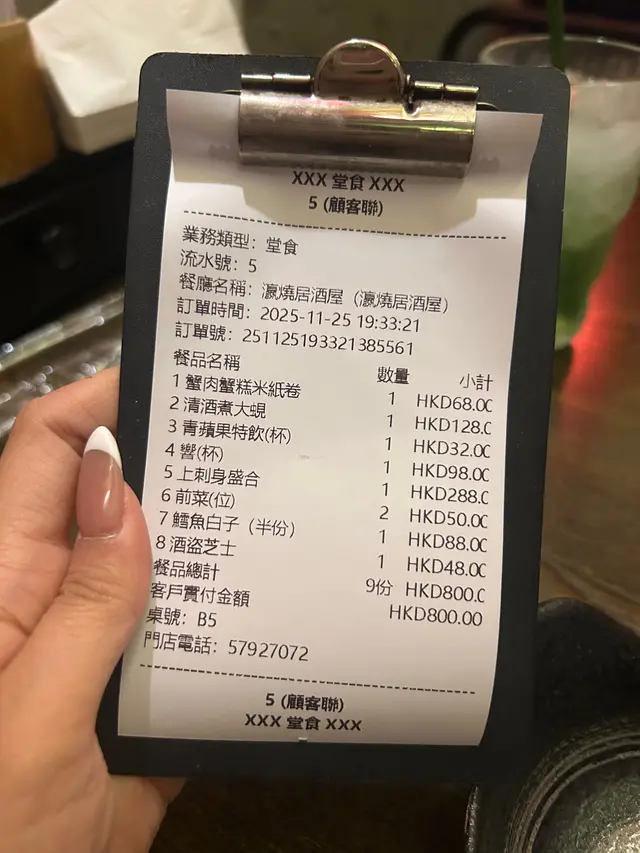 XXX 堂食 XXX
5 (顧客聯)
業務類型：堂食
流水號：5
餐廳名稱：瀛燒居酒屋（瀛燒居酒屋）
訂單時間：2025-11-25 19:33:21
訂單號：251125193321385561
餐品名稱 數量 小計
1 蟹肉蟹糕米紙卷 1 HKD68.00
2 清酒煮大蜆 1 HKD128.0
3 青蘋果特飲(杯) 1 HKD32.00
4 響(杯) 1 HKD98.00
5 上刺身盛合 1 HKD288.0
6 前菜(位) 2 HKD50.00
7 鱈魚白子（半份） 1 HKD88.00
8 酒盜芝士 1 HKD48.00
餐品總計 9份 HKD800.0
客戶實付金額 HKD800.00
桌號：B5
門店電話：57927072
5 (顧客聯)
XXX 堂食 XXX